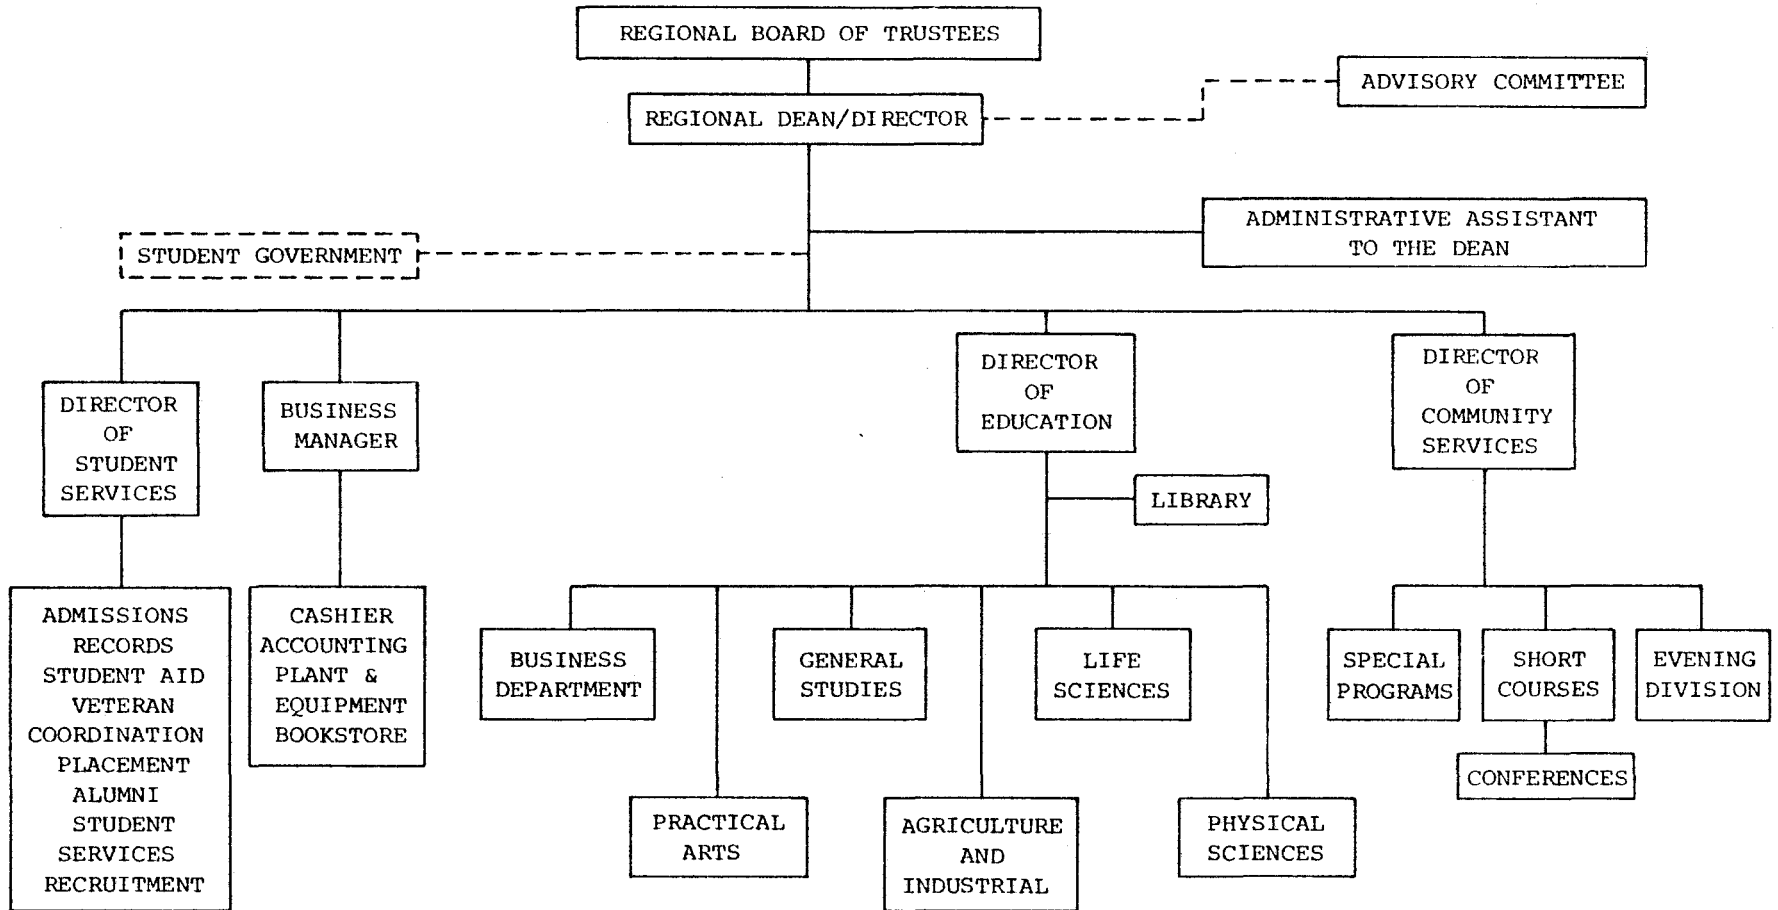 REGIONAL BOARD OF TRUSTEES
ADVISORY COMMITTEE
REGIONAL DEAN/DIRECTOR
ADMINISTRATIVE ASSISTANT
TO THE DEAN
STUDENT GOVERNMENT
DIRECTOR
OF
STUDENT
SERVICES
BUSINESS
MANAGER
DIRECTOR
OF
EDUCATION
DIRECTOR
OF
COMMUNITY
SERVICES
LIBRARY
ADMISSIONS
RECORDS
STUDENT AID
VETERAN
COORDINATION
PLACEMENT
ALUMNI
STUDENT
SERVICES
RECRUITMENT
CASHIER
ACCOUNTING
PLANT &
EQUIPMENT
BOOKSTORE
BUSINESS
DEPARTMENT
GENERAL
STUDIES
LIFE
SCIENCES
SPECIAL
PROGRAMS
SHORT
COURSES
EVENING
DIVISION
CONFERENCES
PRACTICAL
ARTS
AGRICULTURE
AND
INDUSTRIAL
PHYSICAL
SCIENCES